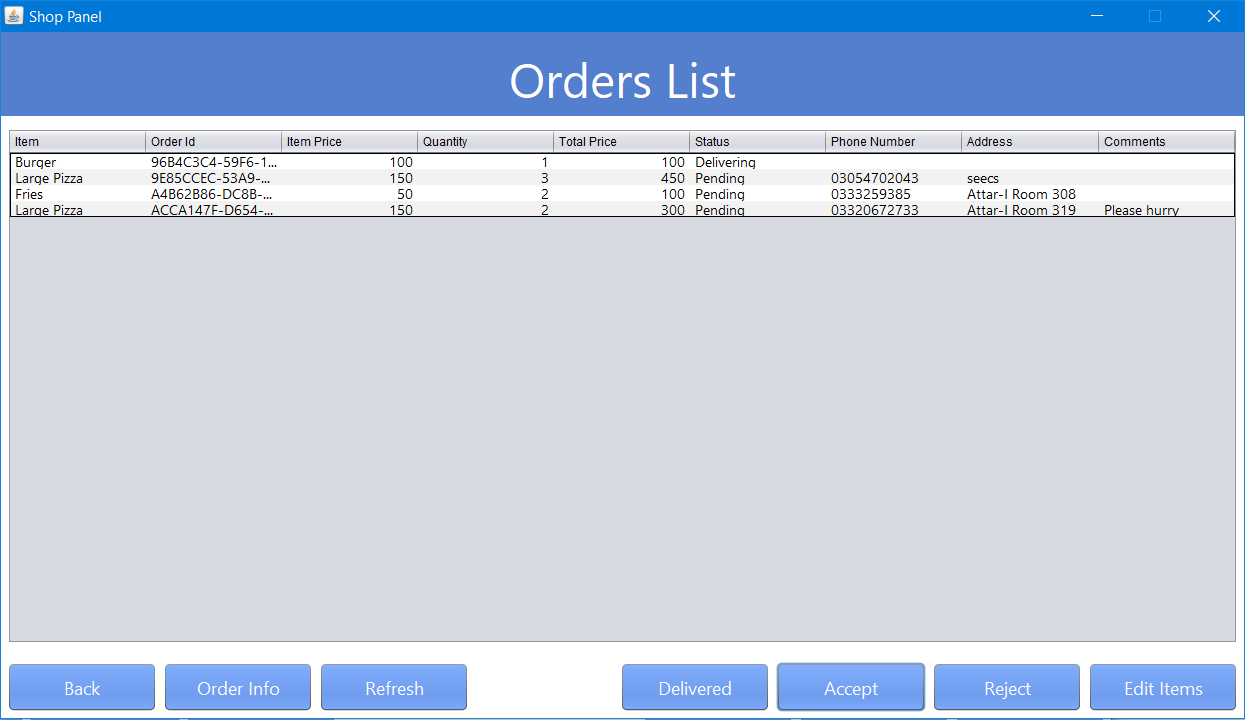 Shop Panel
Orders List
Item Order Id Item Price Quantity Total Price Status Phone Number Address Comments
Burger 96B4C3C4-59F6-1... 100 1 100 Delivering
Large Pizza 9E85CCEC-53A9-... 150 3 450 Pending 03054702043 seecs
Fries A4B62B86-DC8B-... 50 2 100 Pending 0333259385 Attar-I Room 308
Large Pizza ACCA147F-D654-... 150 2 300 Pending 03320672733 Attar-I Room 319 Please hurry
Back Order Info Refresh Delivered Accept Reject Edit Items